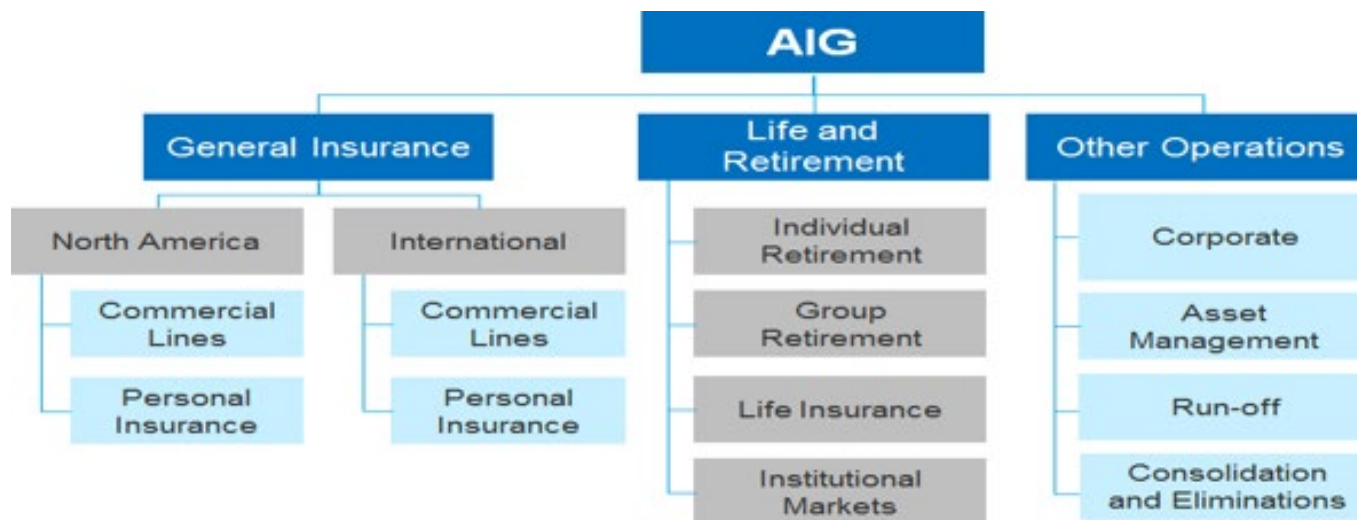 AIG
General Insurance
Life and
Retirement
Other Operations
North America
International
Commercial
Lines
Personal
Insurance
Commercial
Lines
Personal
Insurance
Individual
Retirement
Group
Retirement
Life Insurance
Institutional
Markets
Corporate
Asset
Management
Run-off
Consolidation
and Eliminations